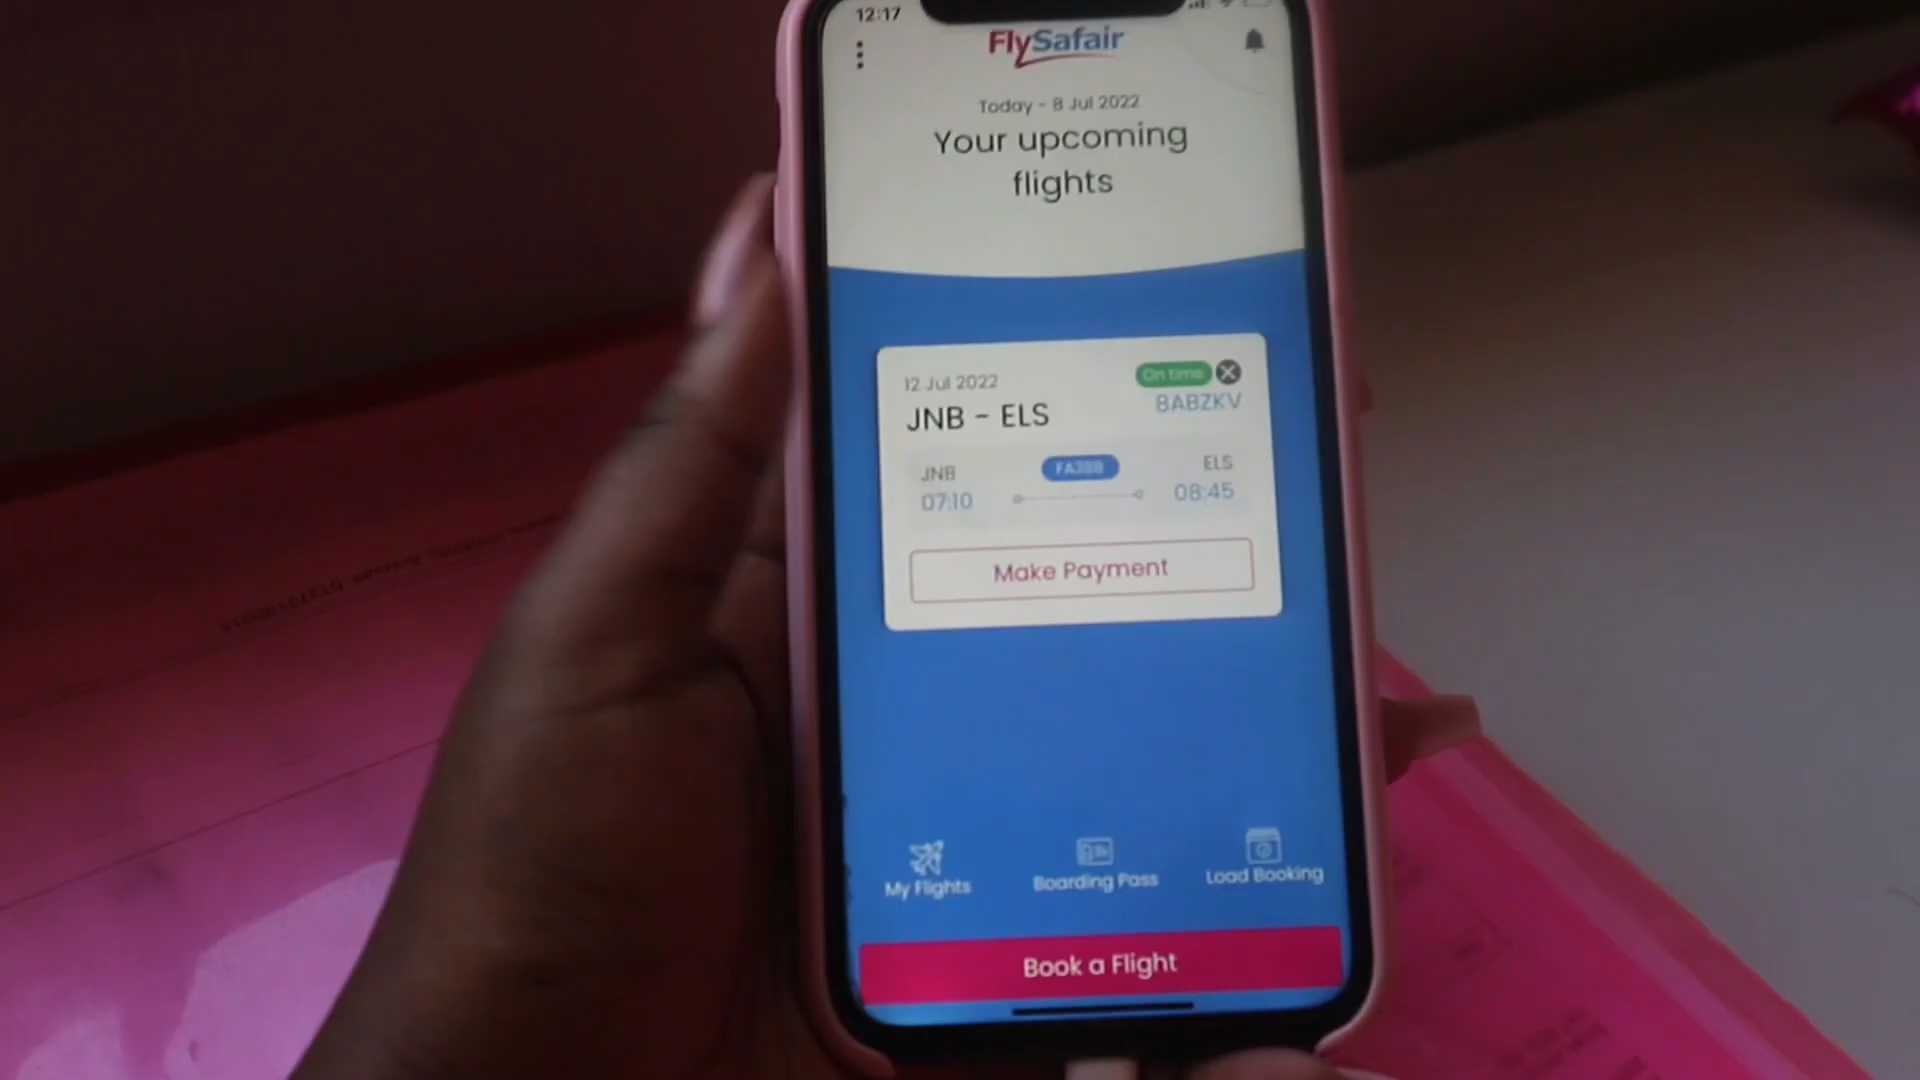 12:17
FlySafair
Today - 8 Jul 2022
Your upcoming
flights
12 Jul 2022
On time
JNB - ELS
8ABZKV
JNB
ELS
07:10
08:45
Make Payment
My Flights
Boarding Pass
Load Booking
Book a Flight